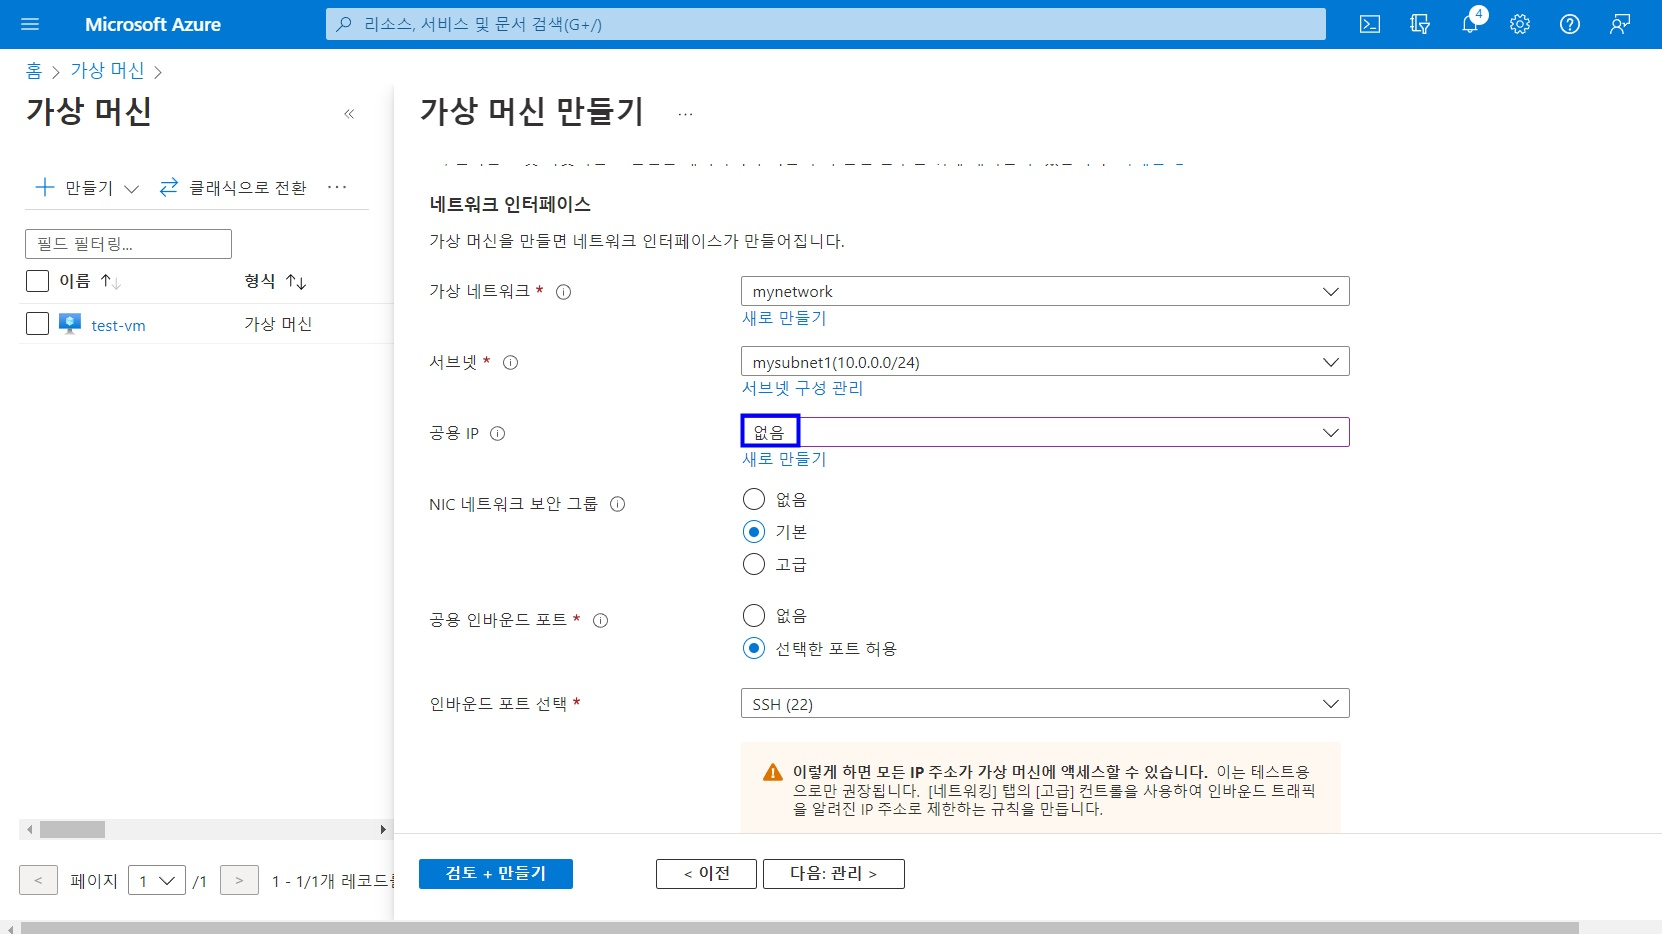 Microsoft Azure
리소스, 서비스 및 문서 검색(G+/)
4
홈 > 가상 머신 >
가상 머신
«
만들기
클래식으로 전환
...
필드 필터링...
이름 ↑↓
형식 ↑↓
test-vm
가상 머신
<
페이지
1
/1
>
1 - 1/1개 레코드를
가상 머신 만들기
...
네트워크 인터페이스
가상 머신을 만들면 네트워크 인터페이스가 만들어집니다.
가상 네트워크 *
mynetwork
새로 만들기
서브넷 *
mysubnet1(10.0.0.0/24)
서브넷 구성 관리
공용 IP
없음
새로 만들기
NIC 네트워크 보안 그룹
없음
기본
고급
공용 인바운드 포트 *
없음
선택한 포트 허용
인바운드 포트 선택 *
SSH (22)
이렇게 하면 모든 IP 주소가 가상 머신에 액세스할 수 있습니다. 이는 테스트용
으로만 권장됩니다. [네트워킹] 탭의 [고급] 컨트롤을 사용하여 인바운드 트래픽
을 알려진 IP 주소로 제한하는 규칙을 만듭니다.
검토 + 만들기
< 이전
다음: 관리 >